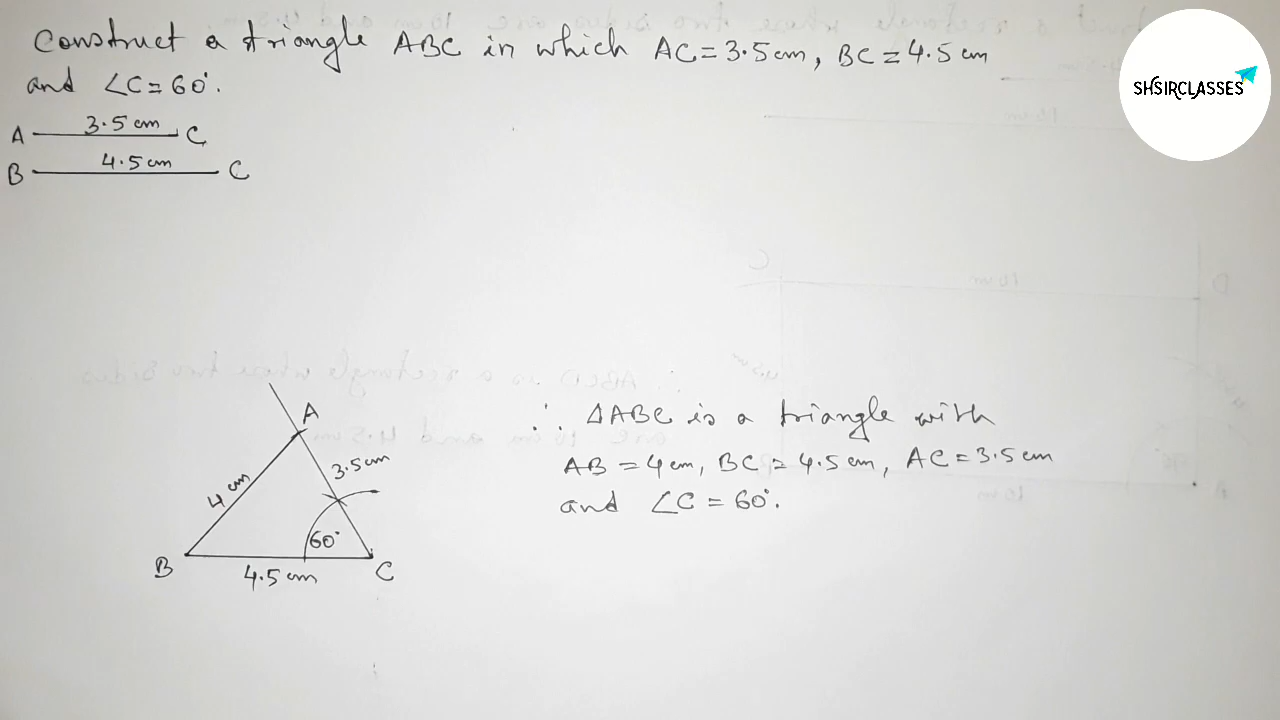 Construct a triangle ABC in which AC = 3.5 cm, BC = 4.5 cm
and ∠C = 60°.
SHSIRCLASSES
A 3.5 cm C
B 4.5 cm C
A
4 cm
3.5 cm
60°
B
4.5 cm
C
∴ ΔABC is a triangle with
AB = 4 cm, BC = 4.5 cm, AC = 3.5 cm
and ∠C = 60°.